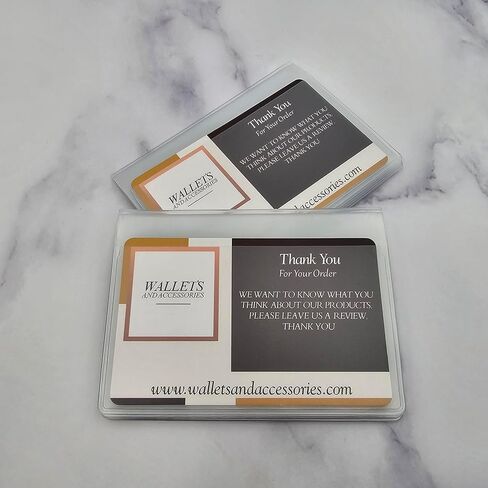 Thank You
For Your Order
WE WANT TO KNOW WHAT YOU
THINK ABOUT OUR PRODUCTS.
PLEASE LEAVE US A REVIEW.
THANK YOU
WALLETS
AND ACCESSORIES
daccessories.com
Thank You
For Your Order
WALLETS
AND ACCESSORIES
WE WANT TO KNOW WHAT YOU
THINK ABOUT OUR PRODUCTS.
PLEASE LEAVE US A REVIEW.
THANK YOU
www.walletsandaccessories.com